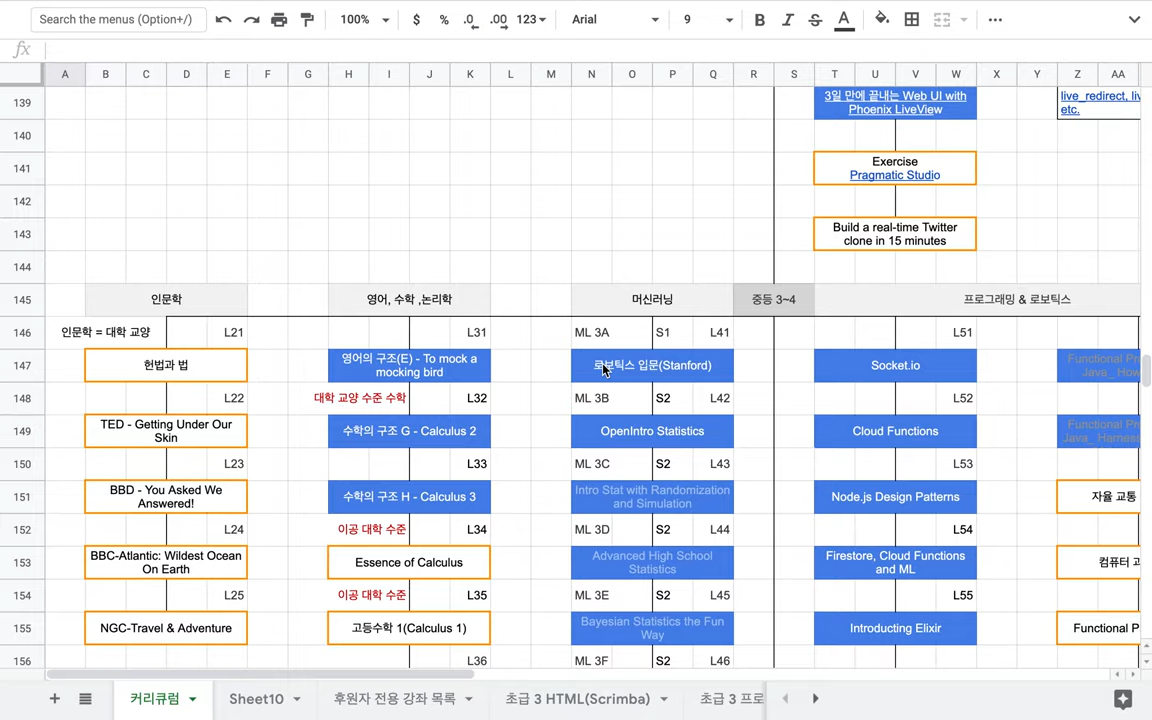 Search the menus (Option+/)
100%
$ % .0 .00 123
Arial
9
B I S A
fx
A B C D E F G H I J K L M N O P Q R S T U V W X Y Z AA
139
3일 만에 끝내는 Web UI with
Phoenix LiveView
live_redirect,
etc.
140
141
Exercise
Pragmatic Studio
142
143
Build a real-time Twitter
clone in 15 minutes
144
145 인문학 영어, 수학 ,논리학 머신러닝 중등 3~4 프로그래밍 & 로보틱스
146 인문학 = 대학 교양 L21 L31 ML 3A S1 L41 L51
147 헌법과 법
영어의 구조(E) - To mock a
mocking bird
로보틱스 입문(Stanford)
Socket.io
Functional
Java_
148 L22 대학 교양 수준 수학 L32 ML 3B S2 L42 L52
149
TED - Getting Under Our
Skin
수학의 구조 G - Calculus 2
OpenIntro Statistics
Cloud Functions
Functional
Java_
150 L23 L33 ML 3C S2 L43 L53
151
BBD - You Asked We
Answered!
수학의 구조 H - Calculus 3
Intro Stat with Randomization
and Simulation
Node.js Design Patterns
자율 교통
152 L24 이공 대학 수준 L34 ML 3D S2 L44 L54
153
BBC-Atlantic: Wildest Ocean
On Earth
Essence of Calculus
Advanced High School
Statistics
Firestore, Cloud Functions
and ML
컴퓨터
154 L25 이공 대학 수준 L35 ML 3E S2 L45 L55
155
NGC-Travel & Adventure
고등수학 1(Calculus 1)
Bayesian Statistics the Fun
Way
Introducing Elixir
Functional
156 L36 ML 3F S2 L46
커리큘럼 Sheet10 후원자 전용 강좌 목록 초급 3 HTML(Scrimba) 초급 3 프로